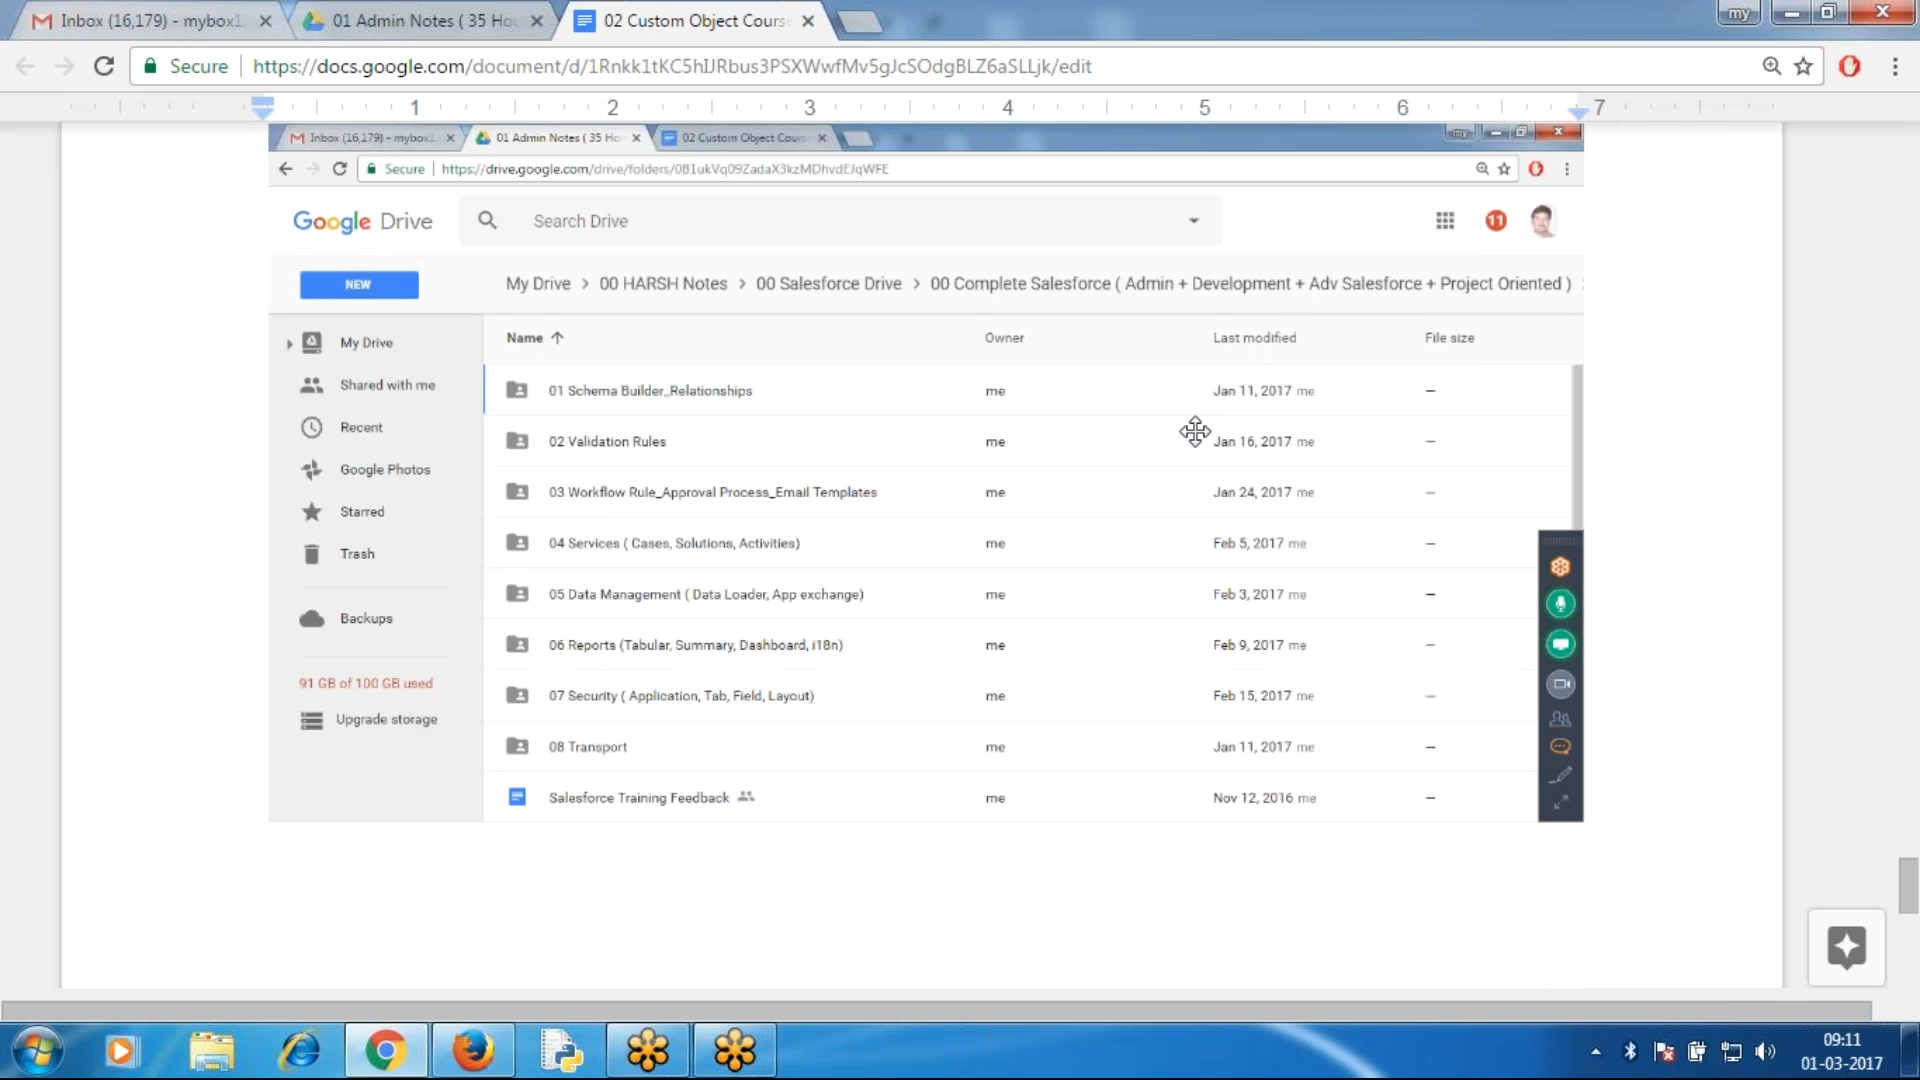 Inbox (16,179) - mybox1
01 Admin Notes ( 35 Ho
02 Custom Object Cours
my
Secure
https://docs.google.com/document/d/1Rnkk1tKC5hIJRbus3PSXWwfMv5gJcSOdgBLZ6aSLLjk/edit
1 2 3 4 5 6 7
Inbox (16,179) - mybox1
01 Admin Notes ( 35 Ho
02 Custom Object Cours
my
Secure
https://drive.google.com/drive/folders/0B1ukVq09ZadaX3kzMDhvdEJqWFE
Google Drive
Search Drive
11
NEW
My Drive > 00 HARSH Notes > 00 Salesforce Drive > 00 Complete Salesforce ( Admin + Development + Adv Salesforce + Project Oriented )
Name Owner Last modified File size
My Drive
Shared with me
Recent
Google Photos
Starred
Trash
Backups
91 GB of 100 GB used
Upgrade storage
01 Schema Builder_Relationships me Jan 11, 2017 me –
02 Validation Rules me Jan 16, 2017 me –
03 Workflow Rule_Approval Process_Email Templates me Jan 24, 2017 me –
04 Services ( Cases, Solutions, Activities) me Feb 5, 2017 me –
05 Data Management ( Data Loader, App exchange) me Feb 3, 2017 me –
06 Reports (Tabular, Summary, Dashboard, i18n) me Feb 9, 2017 me –
07 Security ( Application, Tab, Field, Layout) me Feb 15, 2017 me –
08 Transport me Jan 11, 2017 me –
Salesforce Training Feedback me Nov 12, 2016 me –
09:11
01-03-2017